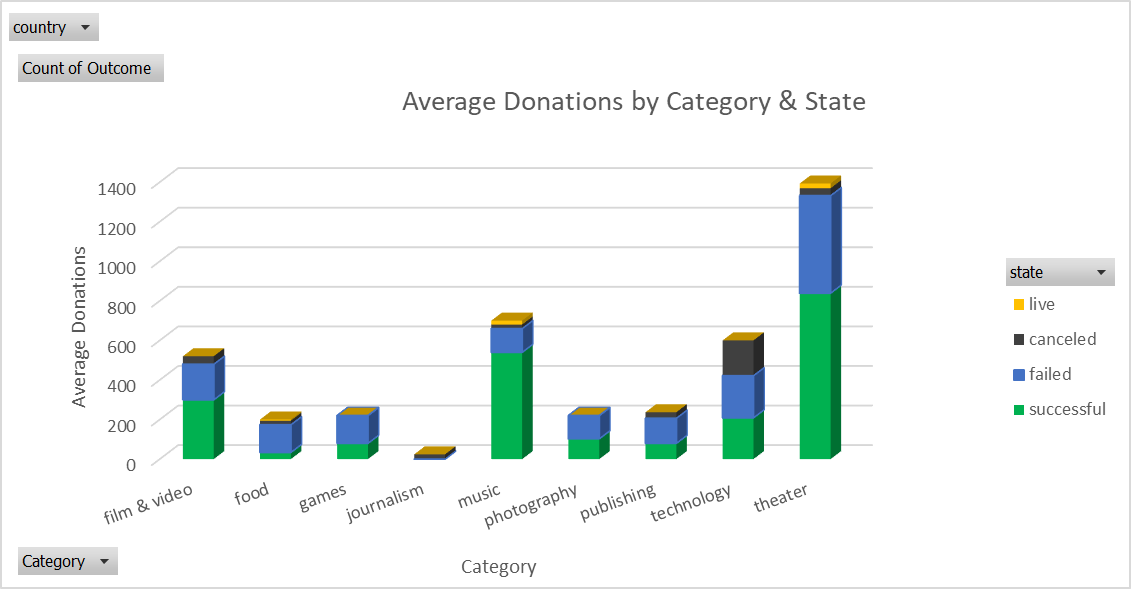 country
Count of Outcome
Average Donations by Category & State
Average Donations
1400
1200
1000
800
600
400
200
0
film & video
food
games
journalism
music
photography
publishing
technology
theater
Category
state
live
canceled
failed
successful
Category